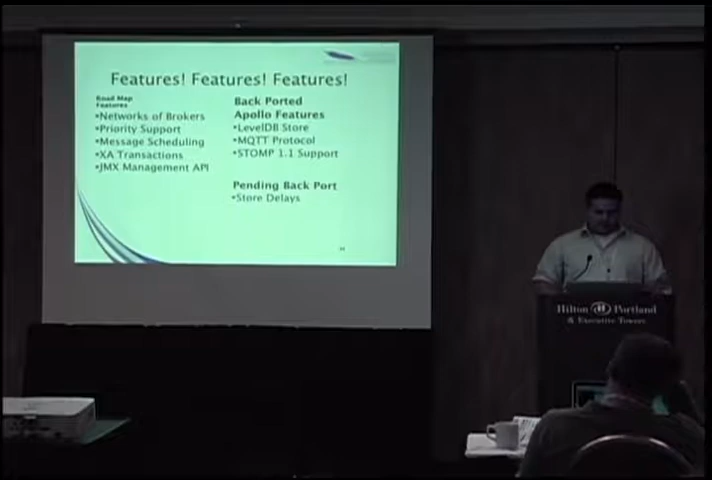 Features! Features! Features!
Road Map
Features
•Networks of Brokers
•Priority Support
•Message Scheduling
•XA Transactions
•JMX Management API
Back Ported
Apollo Features
•LevelDB Store
•MQTT Protocol
•STOMP 1.1 Support
Pending Back Port
•Store Delays
Hilton Portland
& Executive Tower